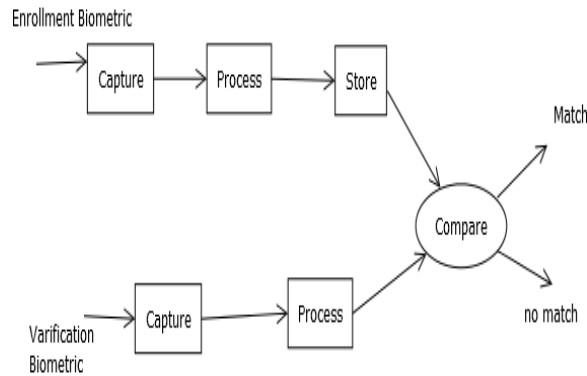 Enrollment Biometric
Capture
Process
Store
Match
Compare
no match
Capture
Process
Varification
Biometric